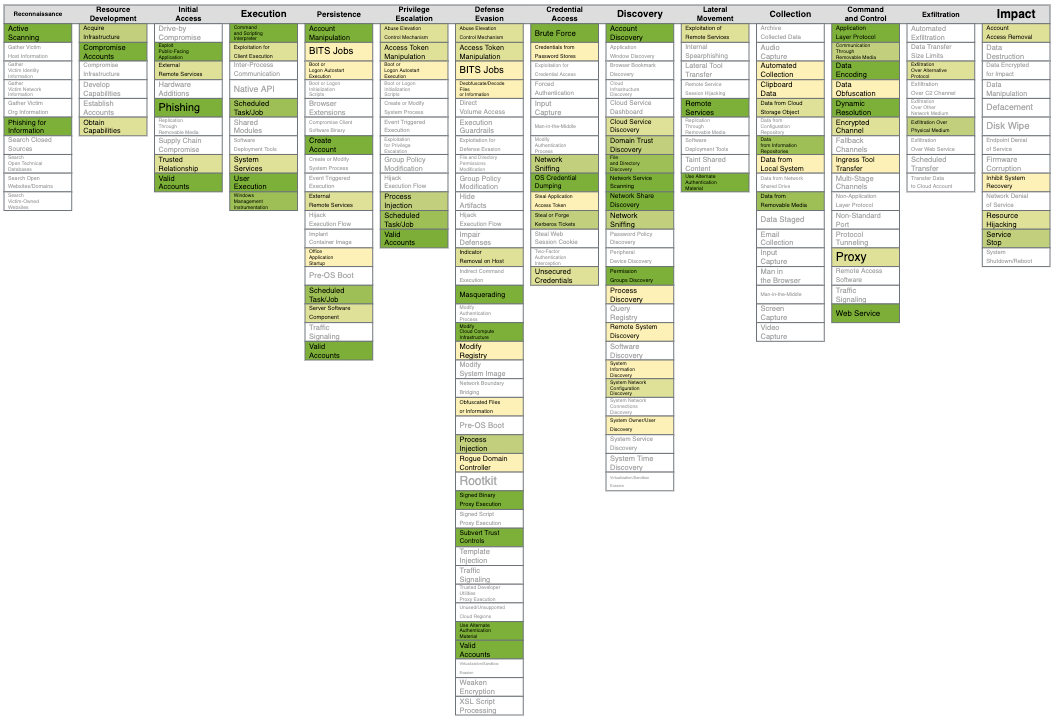 Reconnaissance
Active
Scanning
Gather Victim
Host Information
Gather
Victim Identity
Information
Gather
Victim Network
Information
Gather Victim
Org Information
Phishing for
Information
Search Closed
Sources
Search
Open Technical
Databases
Search Open
Websites/Domains
Search
Victim-Owned
Websites
Resource
Development
Acquire
Infrastructure
Compromise
Accounts
Compromise
Infrastructure
Develop
Capabilities
Establish
Accounts
Obtain
Capabilities
Initial
Access
Drive-by
Compromise
Exploit
Public-Facing
Application
External
Remote Services
Hardware
Additions
Phishing
Replication
Through
Removable Media
Supply Chain
Compromise
Trusted
Relationship
Valid
Accounts
Execution
Command
and Scripting
Interpreter
Exploitation for
Client Execution
Inter-Process
Communication
Native API
Scheduled
Task/Job
Shared
Modules
Software
Deployment Tools
System
Services
User
Execution
Windows
Management
Instrumentation
Persistence
Account
Manipulation
BITS Jobs
Boot or
Logon Autostart
Execution
Boot or Logon
Initialization
Scripts
Browser
Extensions
Compromise Client
Software Binary
Create
Account
Create or Modify
System Process
Event Triggered
Execution
External
Remote Services
Hijack
Execution Flow
Implant
Container Image
Office
Application
Startup
Pre-OS Boot
Scheduled
Task/Job
Server Software
Component
Traffic
Signaling
Valid
Accounts
Privilege
Escalation
Abuse Elevation
Control Mechanism
Access Token
Manipulation
Boot or
Logon Autostart
Execution
Boot or Logon
Initialization
Scripts
Create or Modify
System Process
Event Triggered
Execution
Exploitation
for Privilege
Escalation
Group Policy
Modification
Hijack
Execution Flow
Process
Injection
Scheduled
Task/Job
Valid
Accounts
Defense
Evasion
Abuse Elevation
Control Mechanism
Access Token
Manipulation
BITS Jobs
Deobfuscate/Decode
Files
or Information
Direct
Volume Access
Execution
Guardrails
Exploitation for
Defense Evasion
File and Directory
Permissions
Modification
Group Policy
Modification
Hide
Artifacts
Hijack
Execution Flow
Impair
Defenses
Indicator
Removal on Host
Indirect Command
Execution
Masquerading
Modify
Authentication
Process
Modify
Cloud Compute
Infrastructure
Modify
Registry
Modify
System Image
Network Boundary
Bridging
Obfuscated Files
or Information
Pre-OS Boot
Process
Injection
Rogue Domain
Controller
Rootkit
Signed Binary
Proxy Execution
Signed Script
Proxy Execution
Subvert Trust
Controls
Template
Injection
Traffic
Signaling
Trusted Developer
Utilities
Proxy Execution
Unused/Unsupported
Cloud Regions
Use Alternate
Authentication
Material
Valid
Accounts
Virtualization/Sandbox
Evasion
Weaken
Encryption
XSL Script
Processing
Credential
Access
Brute Force
Credentials from
Password Stores
Exploitation for
Credential Access
Forced
Authentication
Input
Capture
Man-in-the-Middle
Modify
Authentication
Process
Network
Sniffing
OS Credential
Dumping
Steal Application
Access Token
Steal or Forge
Kerberos Tickets
Steal Web
Session Cookie
Two-Factor
Authentication
Interception
Unsecured
Credentials
Discovery
Account
Discovery
Application
Window Discovery
Browser Bookmark
Discovery
Cloud
Infrastructure
Discovery
Cloud Service
Dashboard
Cloud Service
Discovery
Domain Trust
Discovery
File
and Directory
Discovery
Network Service
Scanning
Network Share
Discovery
Network
Sniffing
Password Policy
Discovery
Peripheral
Device Discovery
Permission
Groups Discovery
Process
Discovery
Query
Registry
Remote System
Discovery
Software
Discovery
System
Information
Discovery
System Network
Configuration
Discovery
System Network
Connections
Discovery
System Owner/User
Discovery
System Service
Discovery
System Time
Discovery
Virtualization/Sandbox
Evasion
Lateral
Movement
Exploitation of
Remote Services
Internal
Spearphishing
Lateral Tool
Transfer
Remote Service
Session Hijacking
Remote
Services
Replication
Through
Removable Media
Software
Deployment Tools
Taint Shared
Content
Use Alternate
Authentication
Material
Collection
Archive
Collected Data
Audio
Capture
Automated
Collection
Clipboard
Data
Data from Cloud
Storage Object
Data from
Configuration
Repository
Data
from Information
Repositories
Data from
Local System
Data from Network
Shared Drive
Data from
Removable Media
Data Staged
Email
Collection
Input
Capture
Man in
the Browser
Man-in-the-Middle
Screen
Capture
Video
Capture
Command
and Control
Application
Layer Protocol
Communication
Through
Removable Media
Data
Encoding
Data
Obfuscation
Dynamic
Resolution
Encrypted
Channel
Fallback
Channels
Ingress Tool
Transfer
Multi-Stage
Channels
Non-Application
Layer Protocol
Non-Standard
Port
Protocol
Tunneling
Proxy
Remote Access
Software
Traffic
Signaling
Web Service
Exfiltration
Automated
Exfiltration
Data Transfer
Size Limits
Exfiltration
Over Alternative
Protocol
Exfiltration
Over C2 Channel
Exfiltration
Over Other
Network Medium
Exfiltration Over
Physical Medium
Exfiltration
Over Web Service
Scheduled
Transfer
Transfer Data
to Cloud Account
Impact
Account
Access Removal
Data
Destruction
Data Encrypted
for Impact
Data
Manipulation
Defacement
Disk Wipe
Endpoint Denial
of Service
Firmware
Corruption
Inhibit System
Recovery
Network Denial
of Service
Resource
Hijacking
Service
Stop
System
Shutdown/Reboot